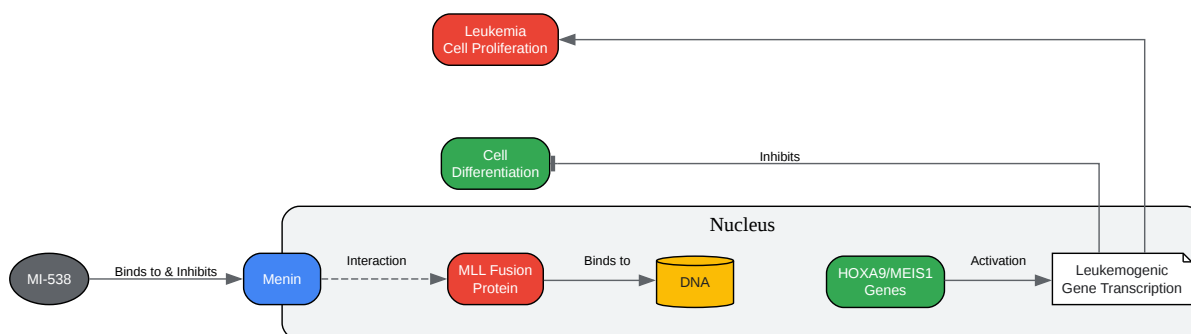 Leukemia
Cell Proliferation
Cell
Differentiation
Inhibits
Nucleus
MI-538
Binds to & Inhibits
Menin
Interaction
MLL Fusion
Protein
Binds to
DNA
HOXA9/MEIS1
Genes
Activation
Leukemogenic
Gene Transcription